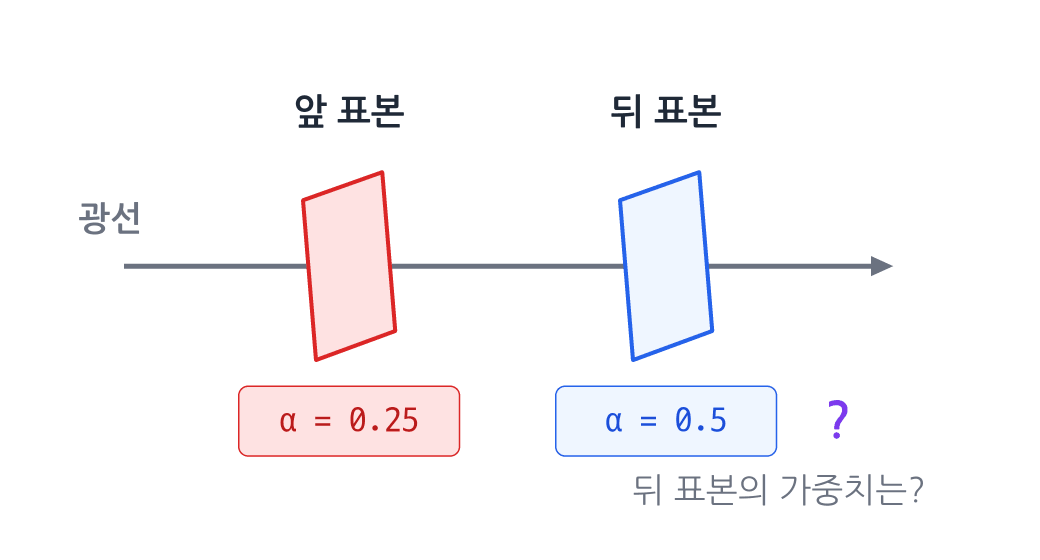 앞 표본
뒤 표본
광선
α = 0.25
α = 0.5
?
뒤 표본의 가중치는?